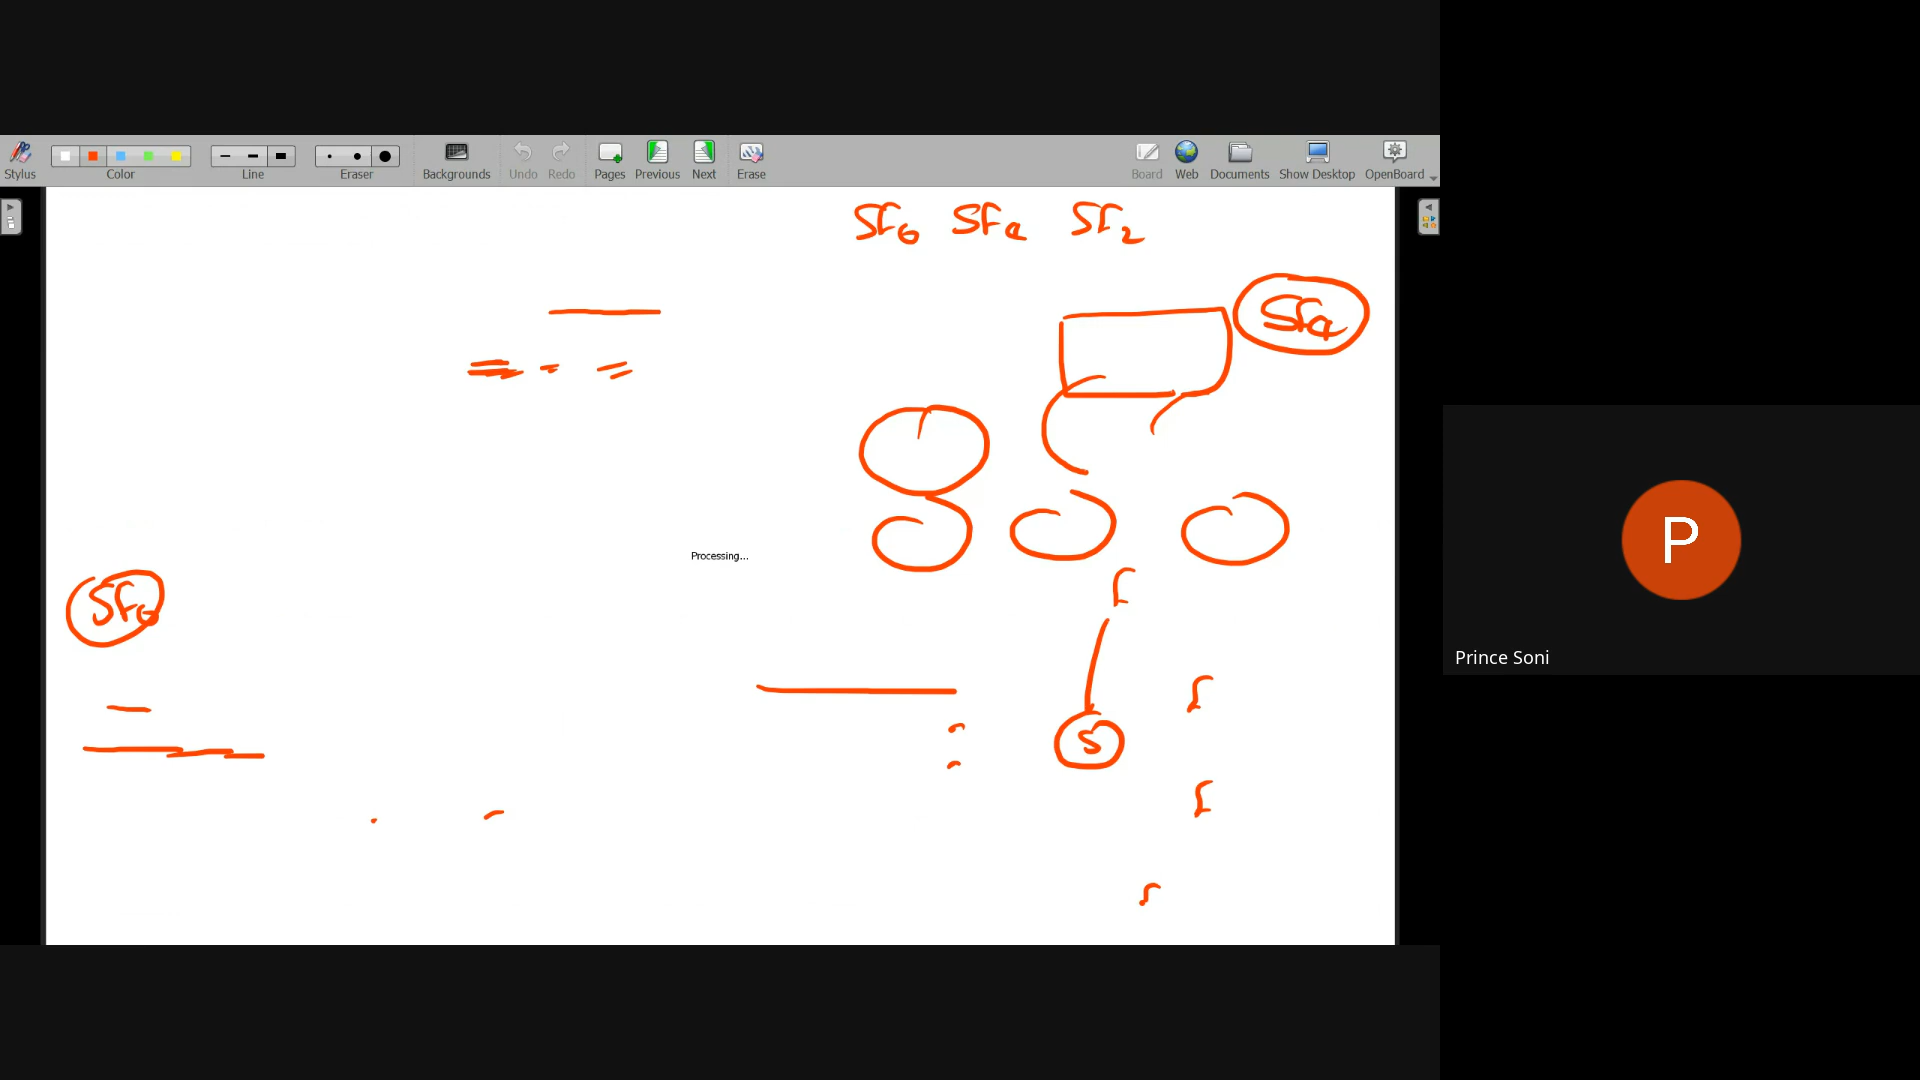 Stylus Color Line Eraser Backgrounds Undo Redo Pages Previous Next Erase Board Web Documents Show Desktop OpenBoard
SF6 SF4 SF2
SF4
Processing...
SF6
S
P
Prince Soni